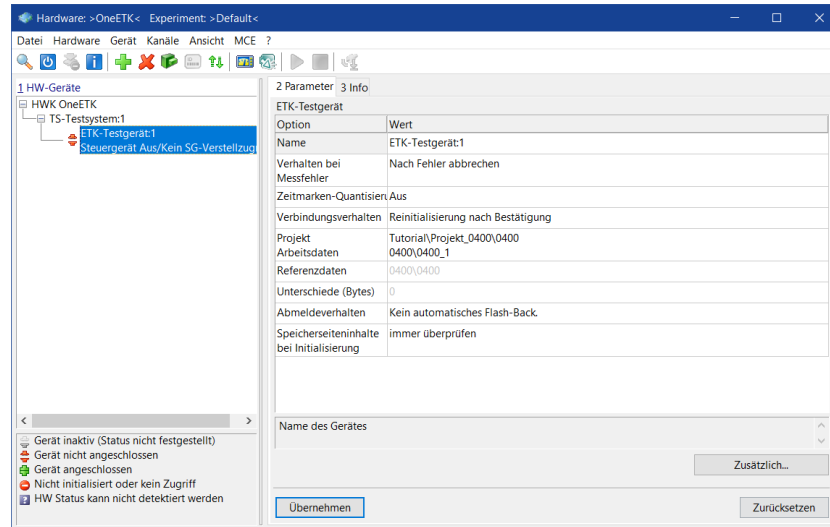 Hardware: >OneETK< Experiment: >Default<
Datei Hardware Gerät Kanäle Ansicht MCE ?
1 HW-Geräte
HWK OneETK
TS-Testsystem:1
ETK-Testgerät:1
Steuergerät Aus/Kein SG-Verstellzug
Gerät inaktiv (Status nicht festgestellt)
Gerät nicht angeschlossen
Gerät angeschlossen
Nicht initialisiert oder kein Zugriff
HW Status kann nicht detektiert werden
2 Parameter 3 Info
ETK-Testgerät
Option Wert
Name ETK-Testgerät:1
Verhalten bei Nach Fehler abbrechen
Messfehler
Zeitmarken-Quantisieru Aus
Verbindungsverhalten Reinitialisierung nach Bestätigung
Projekt Tutorial\Projekt_0400\0400
Arbeitsdaten 0400\0400_1
Referenzdaten 0400\0400
Unterschiede (Bytes) 0
Abmeldeverhalten Kein automatisches Flash-Back.
Speicherseiteninhalte immer überprüfen
bei Initialisierung
Name des Gerätes
Zusätzlich...
Übernehmen Zurücksetzen